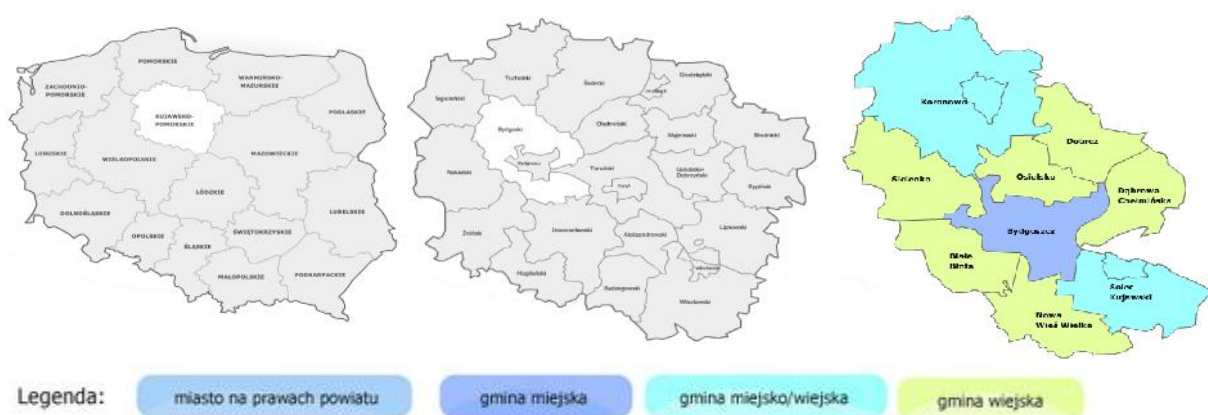 POMORSKIE
WARMIŃSKO-
MAZURSKIE
ZACHODNIO-
POMORSKIE
PODLASKIE
KUJAWSKO-
POMORSKIE
LUBUSKIE
WIELKOPOLSKIE
MAZOWIECKIE
ŁÓDZKIE
DOLNOŚLĄSKIE
LUBELSKIE
OPOLSKIE
ŚLĄSKIE
ŚWIĘTOKRZYSKIE
MAŁOPOLSKIE
PODKARPACKIE
Tucholski
Świecki
Grudziądzki
Sępoleński
Bydgoski
Chełmiński
Wąbrzeski
Brodnicki
Bydgoszcz
Nakielski
Toruński
Toruń
Golubsko-
Dobrzyński
Rypiński
Żniński
Inowrocławski
Aleksandrowski
Lipnowski
Mogileński
Radziejowski
Włocławski
Koronowo
Dobrcz
Sicienko
Osielsko
Dąbrowa
Chełmińska
Bydgoszcz
Białe
Błota
Solec
Kujawski
Nowa
Wieś Wielka
Legenda:
miasto na prawach powiatu
gmina miejska
gmina miejsko/wiejska
gmina wiejska